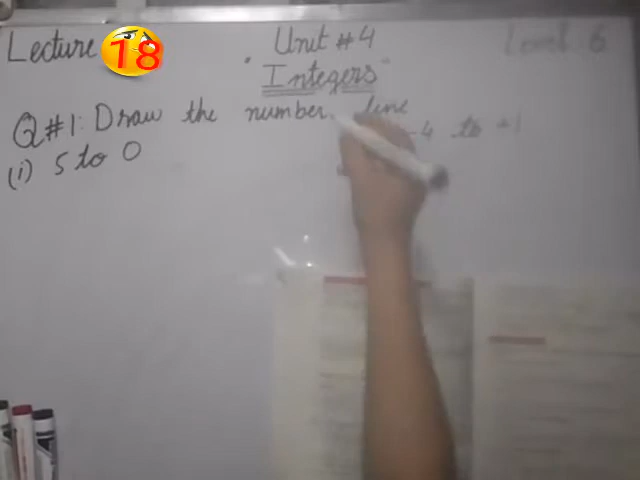 Lecture 18
Unit #4
Level 6
"Integers"
Q#1: Draw the number line
(i) 5 to 0
-4 to +1